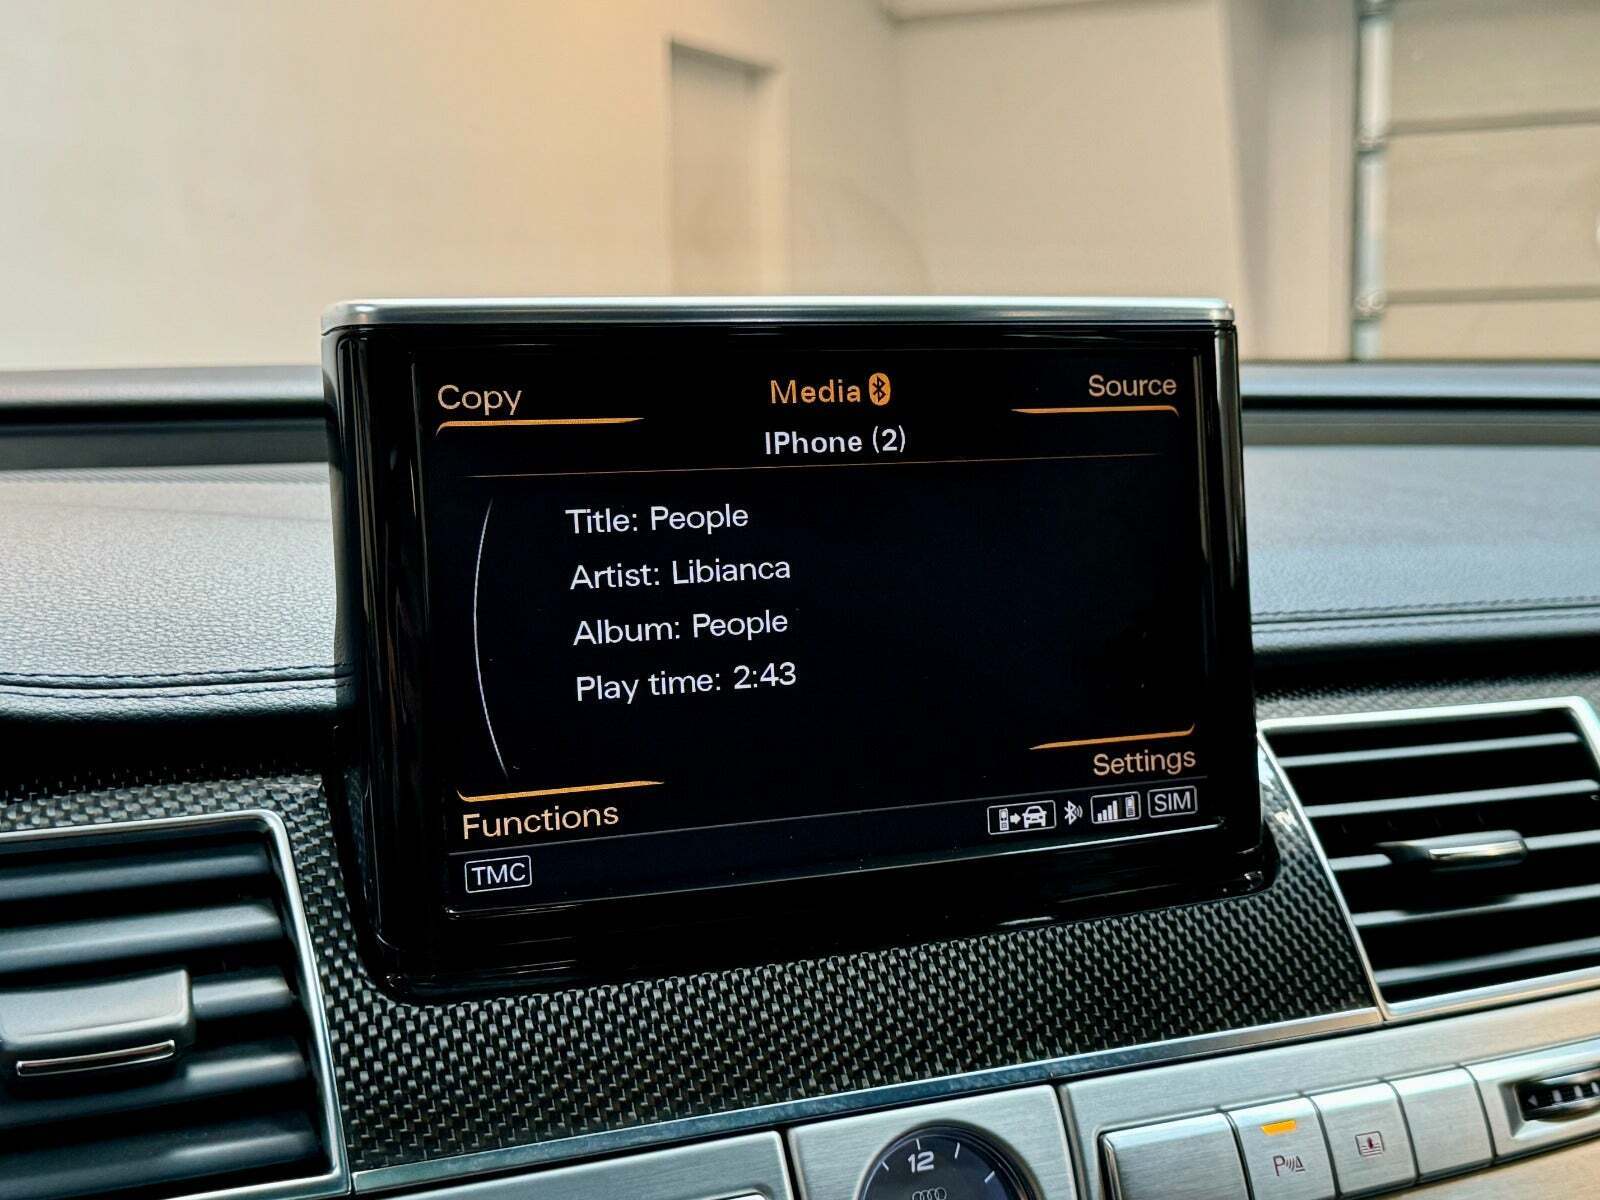 Copy
Media
Source
IPhone (2)
Title: People
Artist: Libianca
Album: People
Play time: 2:43
Settings
Functions
SIM
TMC
12
P